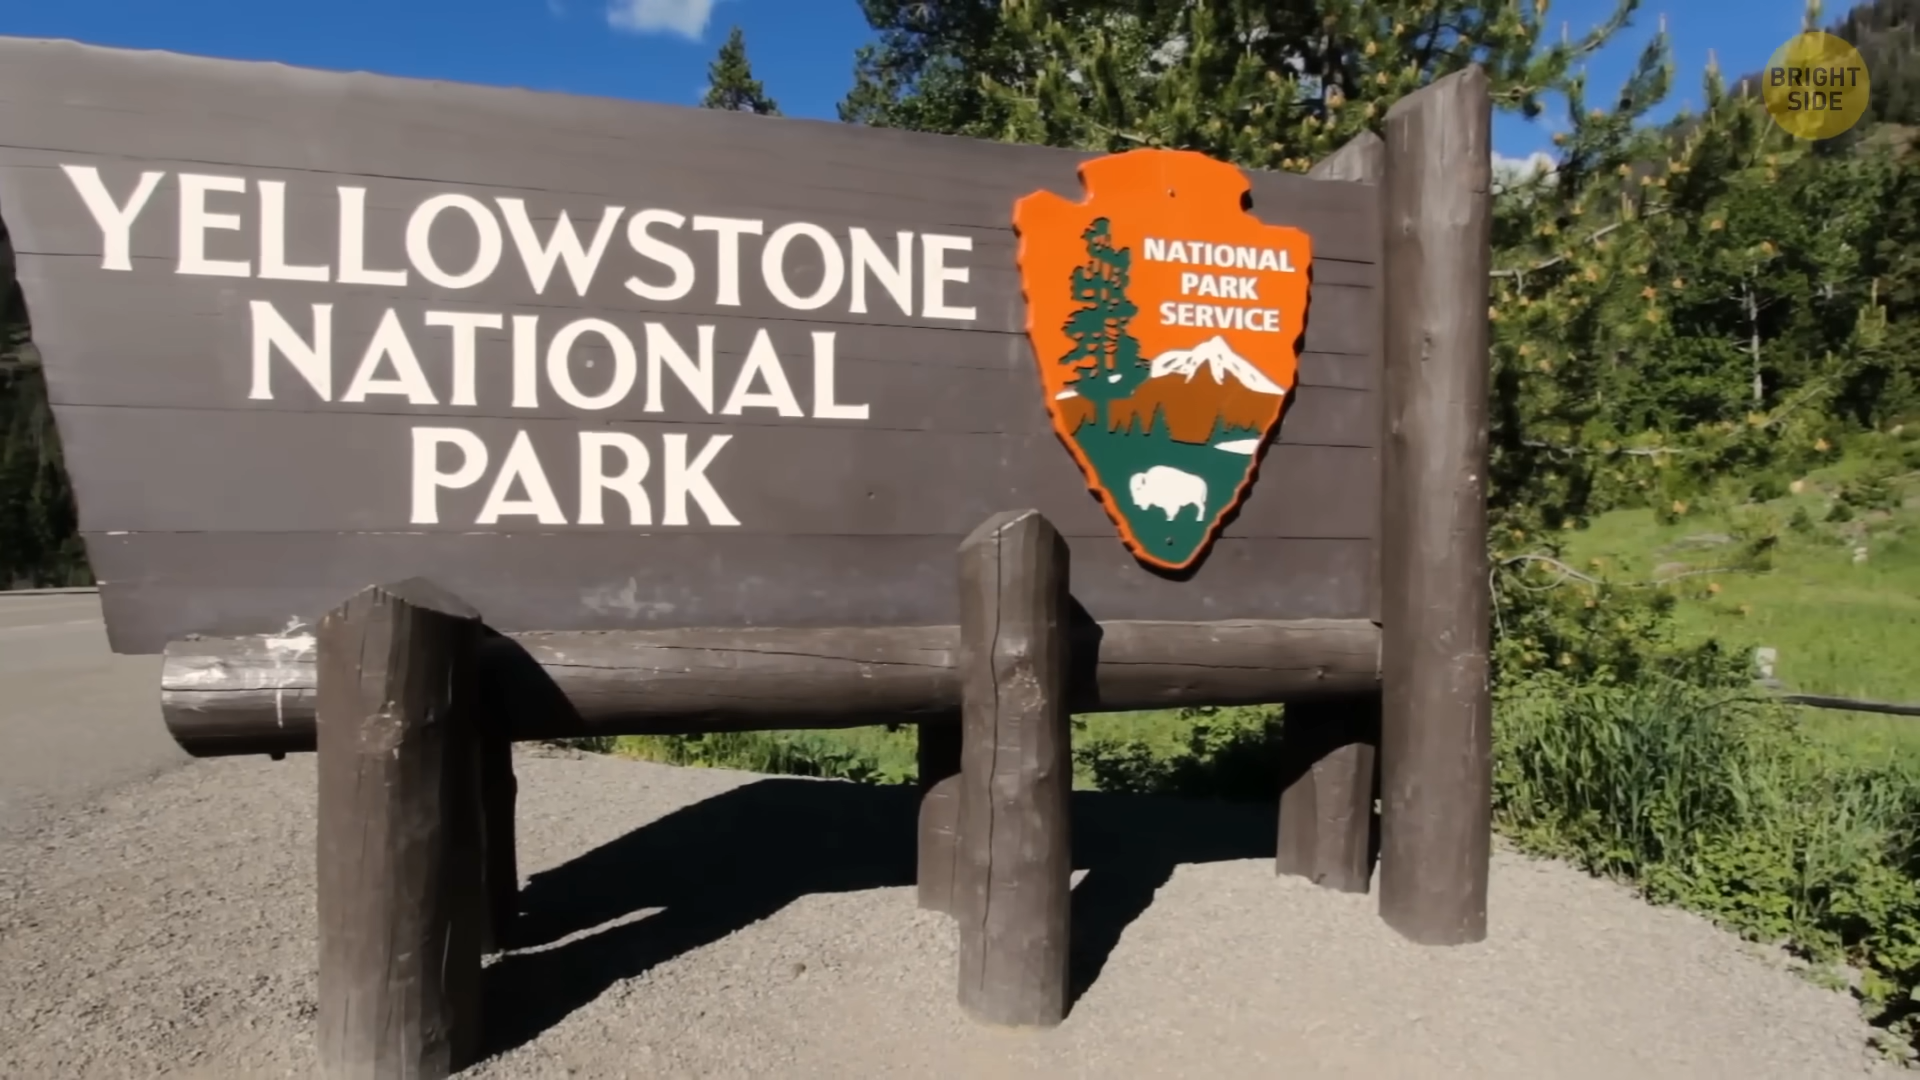 YELLOWSTONE
NATIONAL
PARK
NATIONAL
PARK
SERVICE
BRIGHT
SIDE